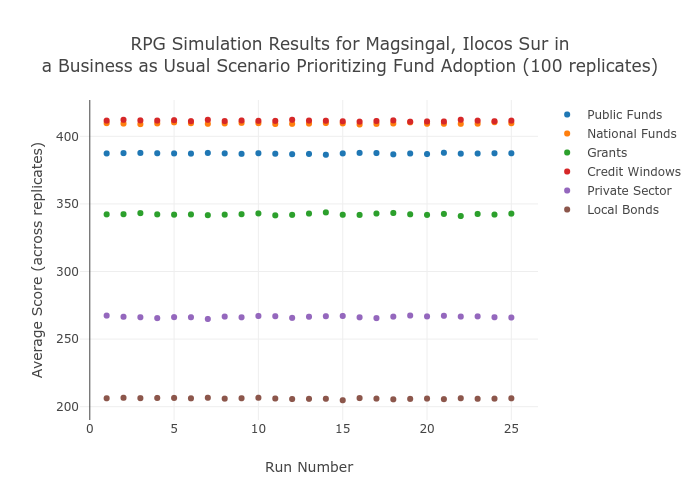 RPG Simulation Results for Magsingal, Ilocos Sur in
a Business as Usual Scenario Prioritizing Fund Adoption (100 replicates)
Average Score (across replicates)
400
350
300
250
200
0
5
10
15
20
25
Run Number
Public Funds
National Funds
Grants
Credit Windows
Private Sector
Local Bonds